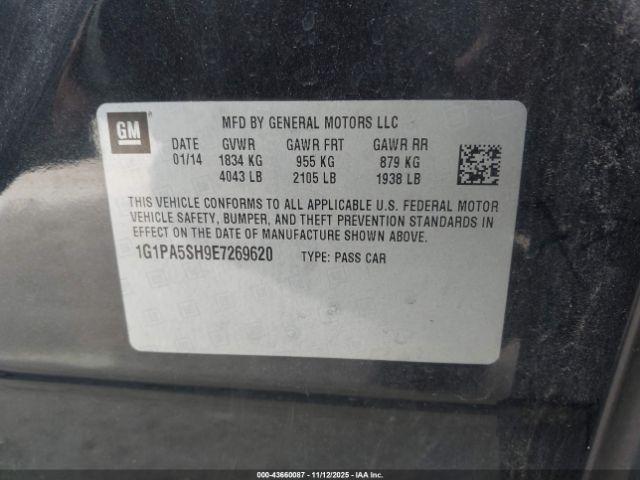 GM
MFD BY GENERAL MOTORS LLC
DATE GVWR GAWR FRT GAWR RR
01/14 1834 KG 955 KG 879 KG
4043 LB 2105 LB 1938 LB
THIS VEHICLE CONFORMS TO ALL APPLICABLE U.S. FEDERAL MOTOR
VEHICLE SAFETY, BUMPER, AND THEFT PREVENTION STANDARDS IN
EFFECT ON THE DATE OF MANUFACTURE SHOWN ABOVE.
1G1PA5SH9E7269620 TYPE: PASS CAR
000-43660087 - 11/12/2025 - IAAI.COM